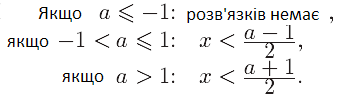 Якщо a ⩽ −1: розв'язків немає ,
якщо −1 < a ⩽ 1: x < (a − 1)/2,
якщо a > 1: x < (a + 1)/2.